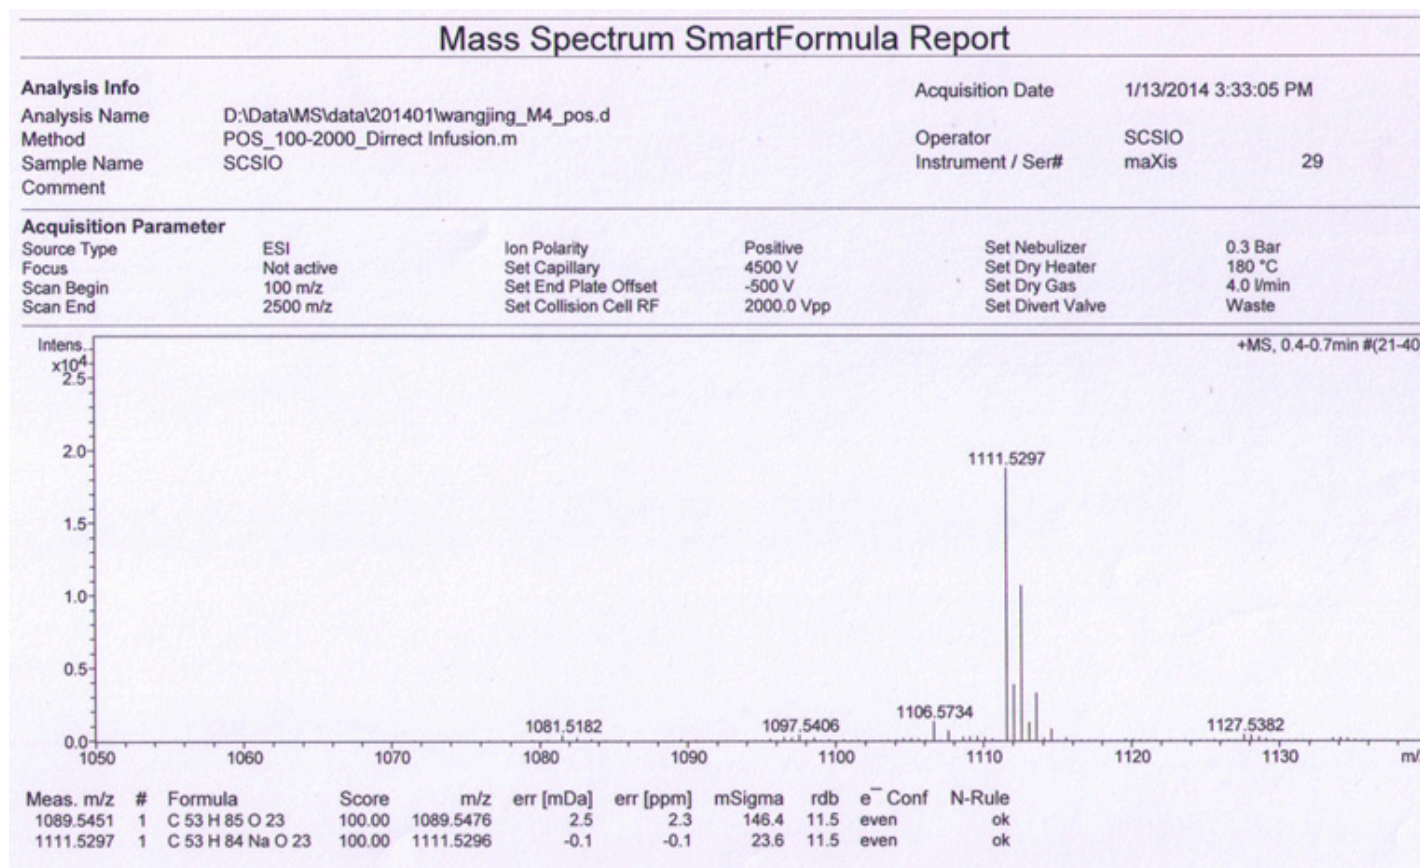 Mass Spectrum SmartFormula Report
Analysis Info
Acquisition Date 1/13/2014 3:33:05 PM
Analysis Name D:\Data\MS\data\201401\wangjing_M4_pos.d
Method POS_100-2000_Dirrect Infusion.m
Operator SCSIO
Sample Name SCSIO
Instrument / Ser# maXis 29
Comment
Acquisition Parameter
Source Type ESI Ion Polarity Positive Set Nebulizer 0.3 Bar
Focus Not active Set Capillary 4500 V Set Dry Heater 180 °C
Scan Begin 100 m/z Set End Plate Offset -500 V Set Dry Gas 4.0 l/min
Scan End 2500 m/z Set Collision Cell RF 2000.0 Vpp Set Divert Valve Waste
Intens.
x10⁴
+MS, 0.4-0.7min #(21-40
2.5
2.0
1111.5297
1.5
1.0
0.5
1081.5182 1097.5406 1106.5734 1127.5382
0.0
1050 1060 1070 1080 1090 1100 1110 1120 1130 m/
Meas. m/z # Formula Score m/z err [mDa] err [ppm] mSigma rdb e⁻ Conf N-Rule
1089.5451 1 C 53 H 85 O 23 100.00 1089.5476 2.5 2.3 146.4 11.5 even ok
1111.5297 1 C 53 H 84 Na O 23 100.00 1111.5296 -0.1 -0.1 23.6 11.5 even ok